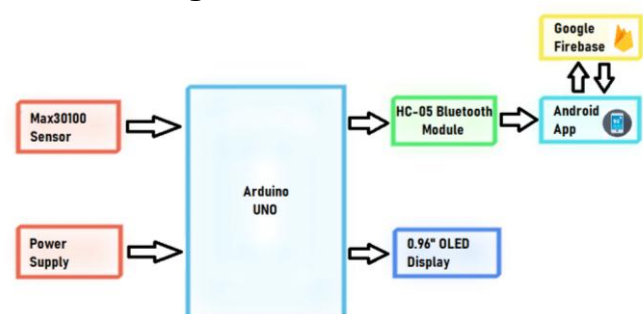 Google
Firebase
Max30100
Sensor
HC-05 Bluetooth
Module
Android
App
Arduino
UNO
Power
Supply
0.96" OLED
Display